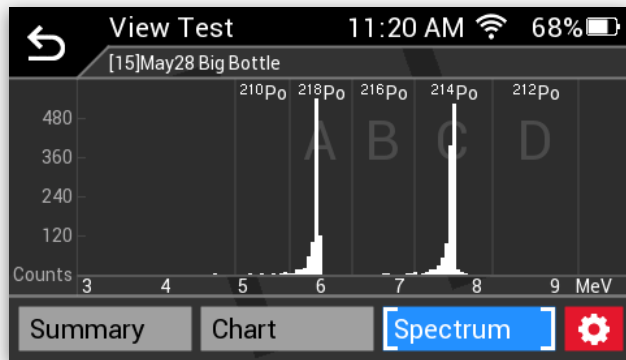 View Test 11:20 AM 68%
[15]May28 Big Bottle
²¹⁰Po ²¹⁸Po ²¹⁶Po ²¹⁴Po ²¹²Po
A B C D
480
360
240
120
Counts
3 4 5 6 7 8 9 MeV
Summary Chart Spectrum